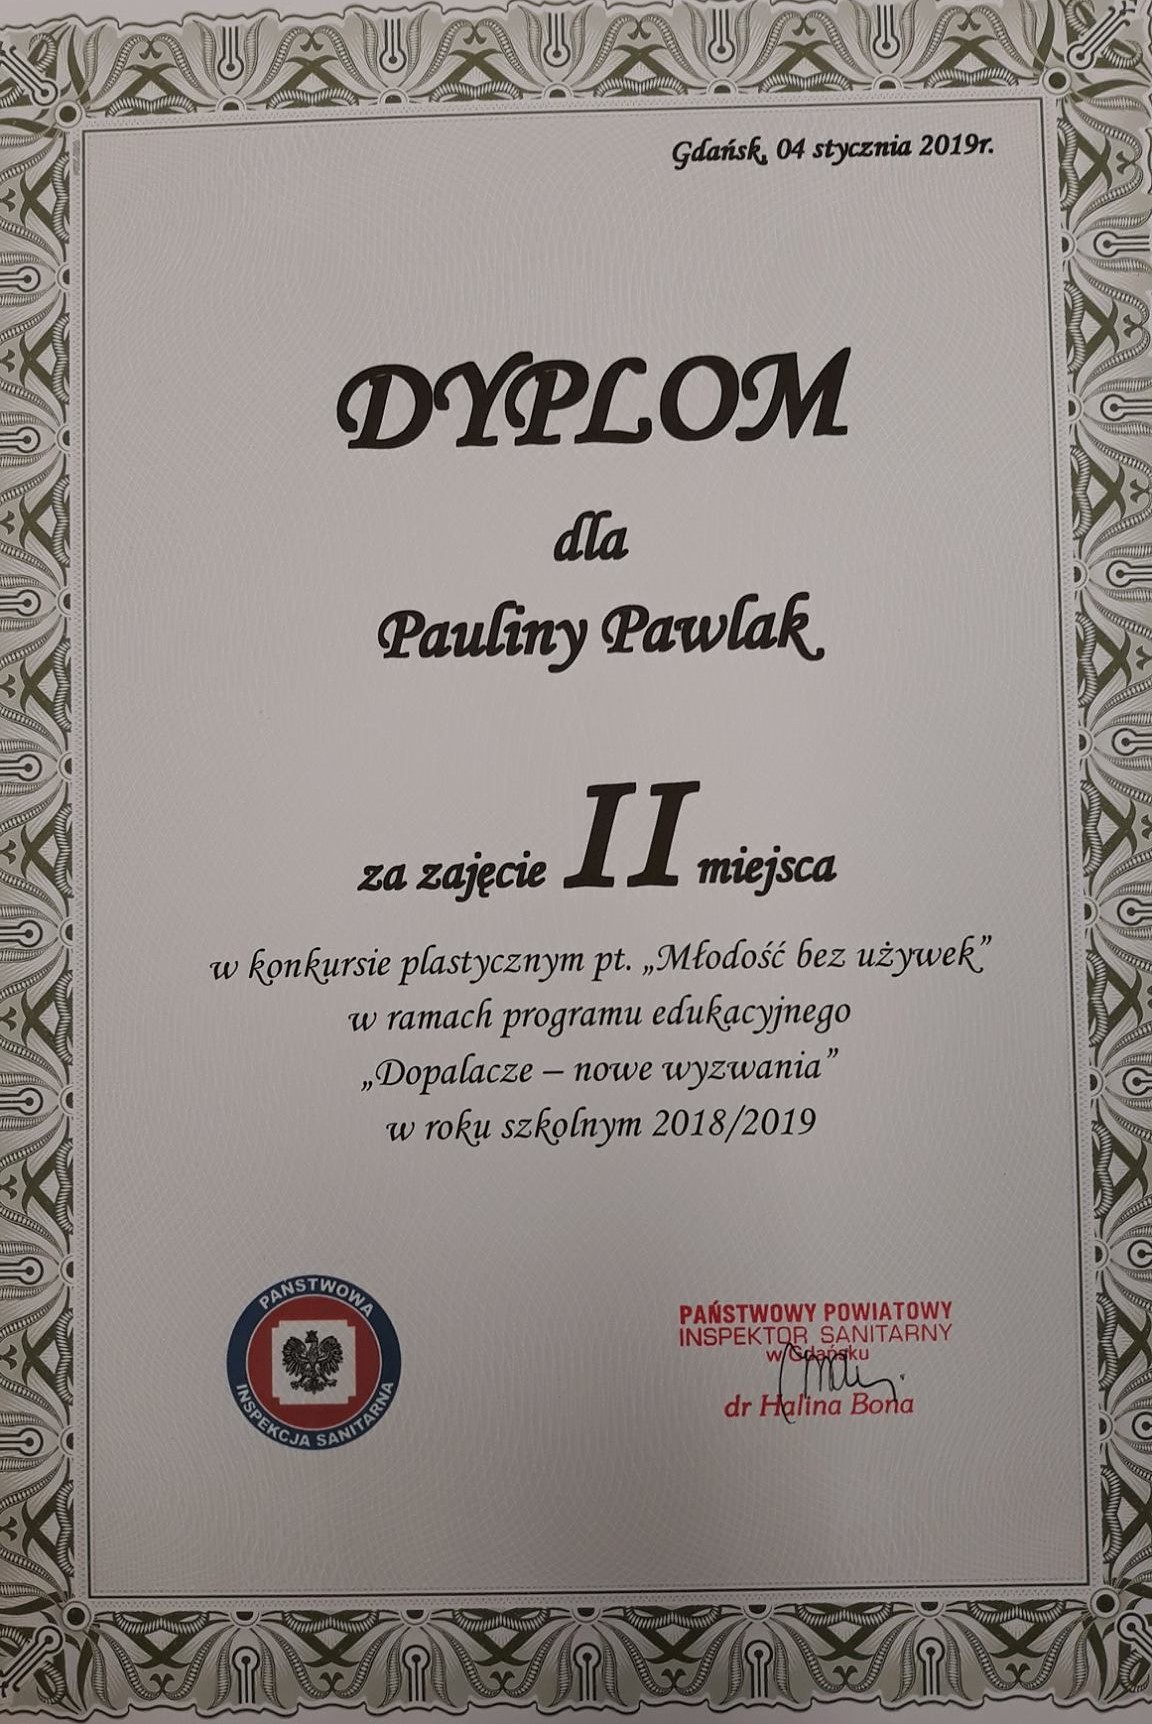 Gdańsk, 04 stycznia 2019r.
DYPLOM
dla
Pauliny Pawlak
za zajęcie II miejsca
w konkursie plastycznym pt. „Młodość bez używek”
w ramach programu edukacyjnego
„Dopalacze – nowe wyzwania”
w roku szkolnym 2018/2019
PAŃSTWOWA
INSPEKCJA SANITARNA
PAŃSTWOWY POWIATOWY
INSPEKTOR SANITARNY
w Gdańsku
dr Halina Bona